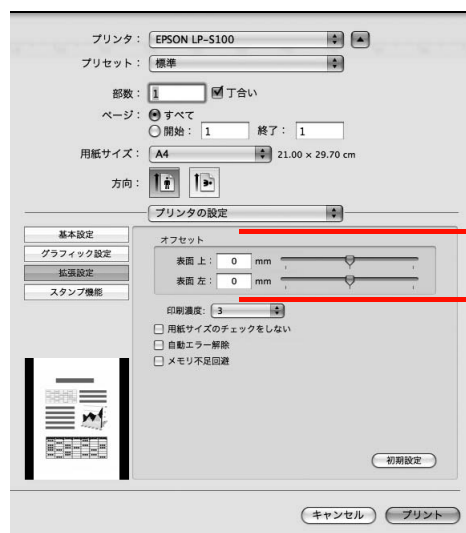 プリンタ： EPSON LP-S100
プリセット： 標準
部数： 1 丁合い
ページ： すべて
開始： 1 終了： 1
用紙サイズ： A4 21.00 × 29.70 cm
方向：
プリンタの設定
基本設定
グラフィック設定
拡張設定
スタンプ機能
オフセット
表面 上： 0 mm
表面 左： 0 mm
印刷濃度： 3
用紙サイズのチェックをしない
自動エラー解除
メモリ不足回避
初期設定
キャンセル プリント